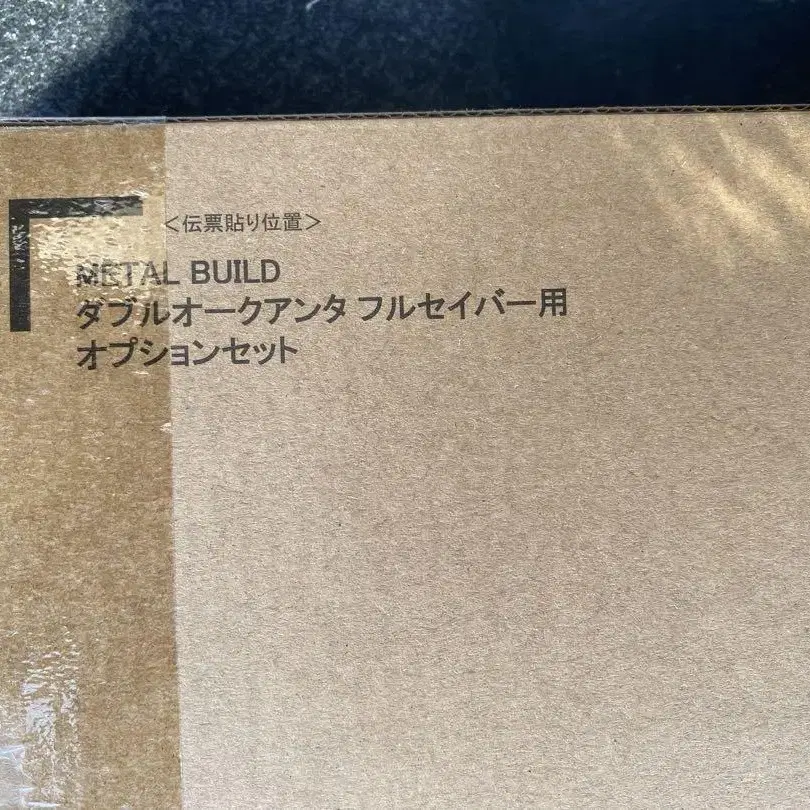 ＜伝票貼り位置＞
METAL BUILD
ダブルオークアンタ フルセイバー用
オプションセット